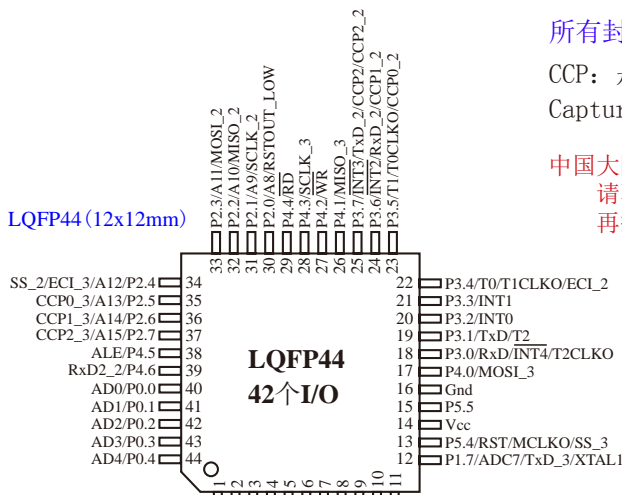 所有封
CCP:
Captur
中国大
请
再
LQFP44(12x12mm)
P2.3/A11/MOSI_2
P2.2/A10/MISO_2
P2.1/A9/SCLK_2
P2.0/A8/RSTOUT_LOW
P4.4/RD
P4.3/SCLK_3
P4.2/WR
P4.1/MISO_3
P3.7/INT3/TxD_2/CCP2/CCP2_2
P3.6/INT2/RxD_2/CCP1_2
P3.5/T1/T0CLKO/CCP0_2
33 32 31 30 29 28 27 26 25 24 23
SS_2/ECI_3/A12/P2.4 34
CCP0_3/A13/P2.5 35
CCP1_3/A14/P2.6 36
CCP2_3/A15/P2.7 37
ALE/P4.5 38
RxD2_2/P4.6 39
AD0/P0.0 40
AD1/P0.1 41
AD2/P0.2 42
AD3/P0.3 43
AD4/P0.4 44
LQFP44
42个I/O
22 P3.4/T0/T1CLKO/ECI_2
21 P3.3/INT1
20 P3.2/INT0
19 P3.1/TxD/T2
18 P3.0/RxD/INT4/T2CLKO
17 P4.0/MOSI_3
16 Gnd
15 P5.5
14 Vcc
13 P5.4/RST/MCLKO/SS_3
12 P1.7/ADC7/TxD_3/XTAL1
1 2 3 4 5 6 7 8 9 10 11